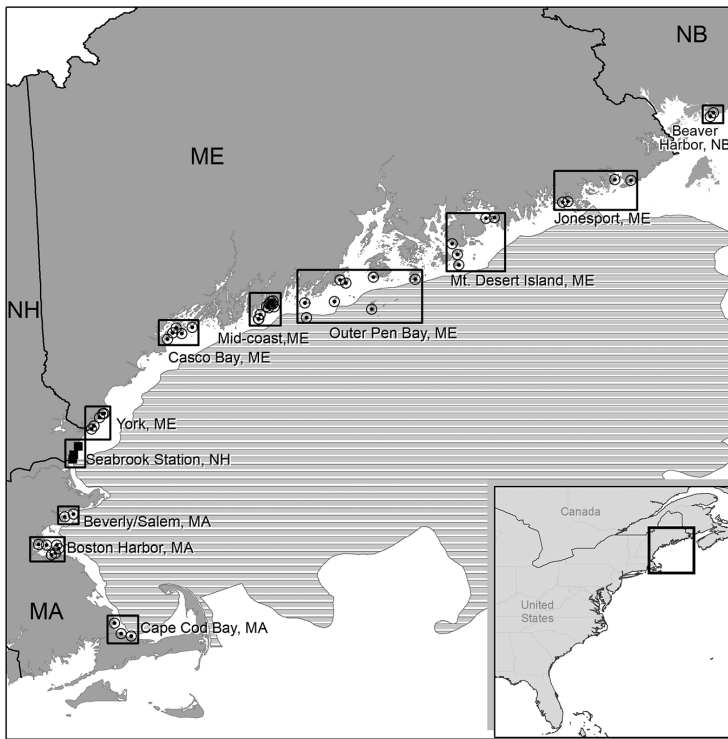 NB
Beaver
Harbor, NB
ME
Jonesport, ME
Mt. Desert Island, ME
NH
Mid-coast,ME
Outer Pen Bay, ME
Casco Bay, ME
York, ME
Seabrook Station, NH
Beverly/Salem, MA
Boston Harbor, MA
MA
Cape Cod Bay, MA
Canada
United
States